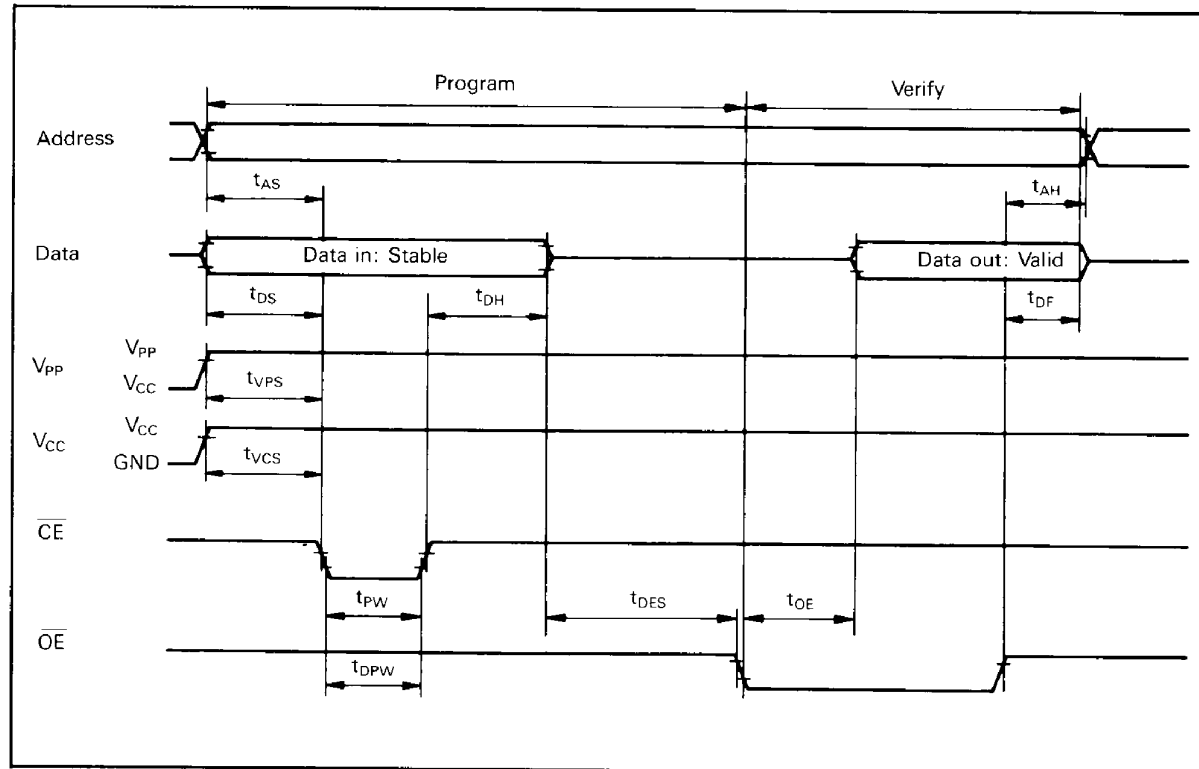 Program
Verify
Address
tAS
tAH
Data
Data in: Stable
Data out: Valid
tDS
tDH
tDF
VPP
VPP
VCC
tVPS
VCC
VCC
GND
tVCS
CE
tPW
tDES
tOE
OE
tDPW